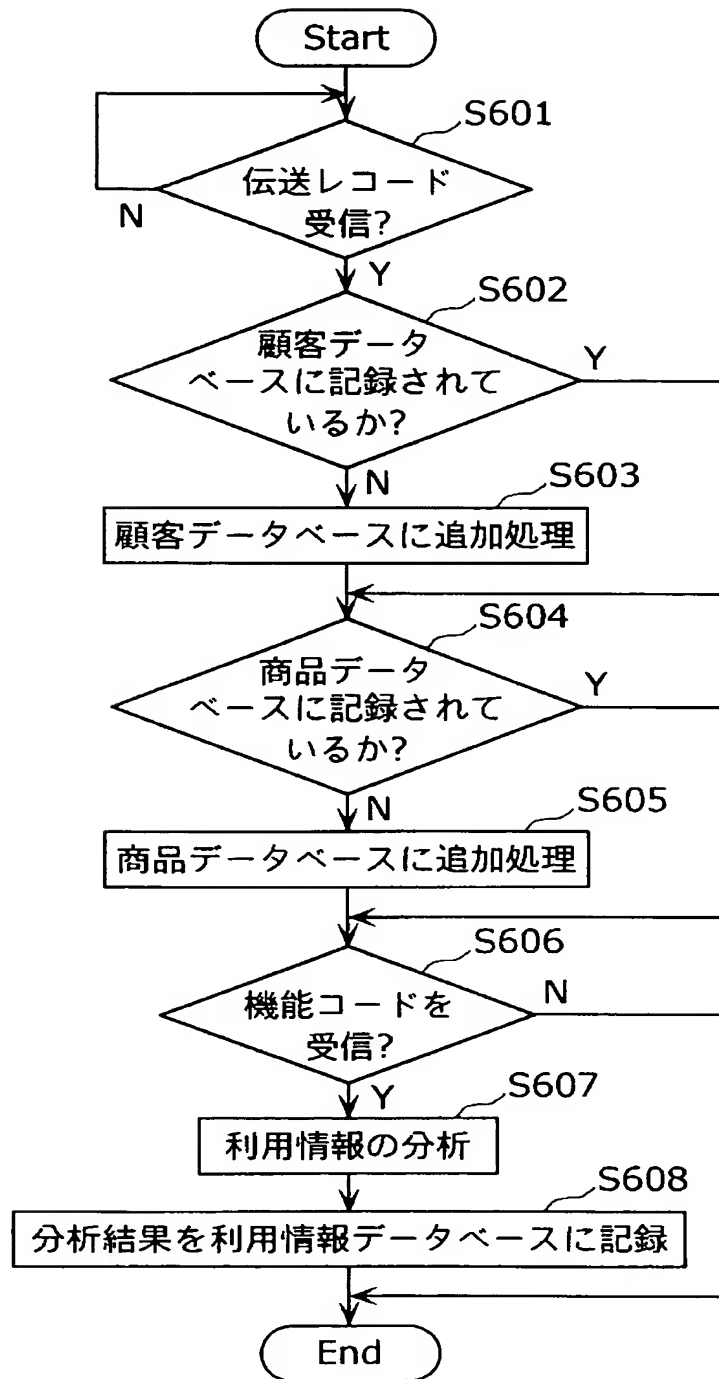 Start
S601
伝送レコード
受信?
N
Y
S602
顧客データ
ベースに記録されて
いるか?
Y
N
S603
顧客データベースに追加処理
S604
商品データ
ベースに記録されて
いるか?
Y
N
S605
商品データベースに追加処理
S606
機能コードを
受信?
N
Y
S607
利用情報の分析
S608
分析結果を利用情報データベースに記録
End